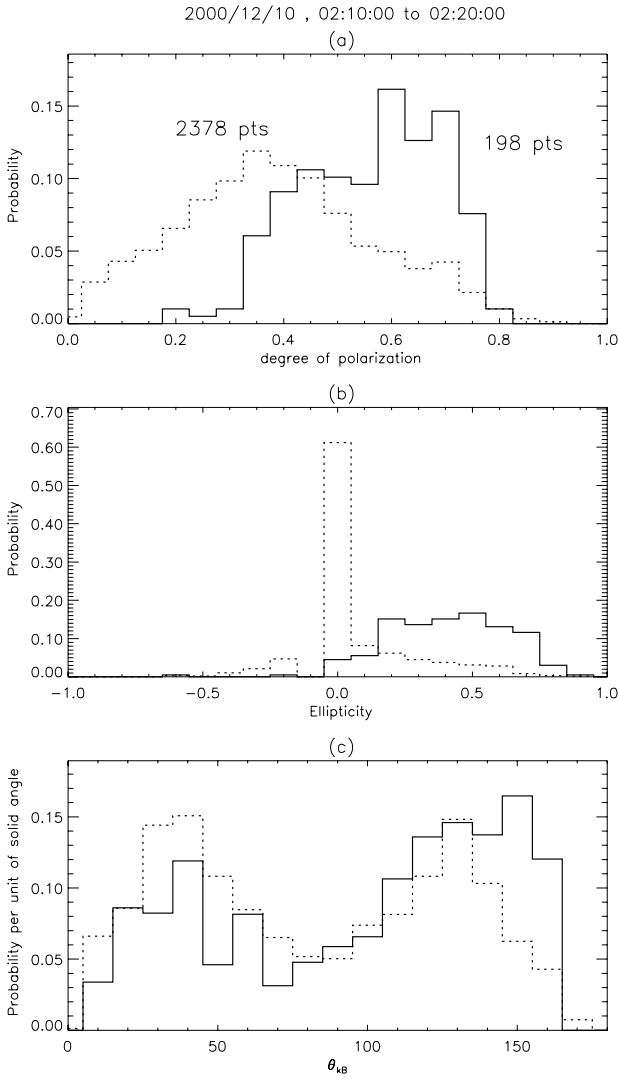 2000/12/10 , 02:10:00 to 02:20:00
(a)
Probability
0.15
0.10
0.05
0.00
2378 pts
198 pts
0.0 0.2 0.4 0.6 0.8 1.0
degree of polarization
(b)
Probability
0.70
0.60
0.50
0.40
0.30
0.20
0.10
0.00
−1.0 −0.5 0.0 0.5 1.0
Ellipticity
(c)
Probability per unit of solid angle
0.15
0.10
0.05
0.00
0 50 100 150
θkB